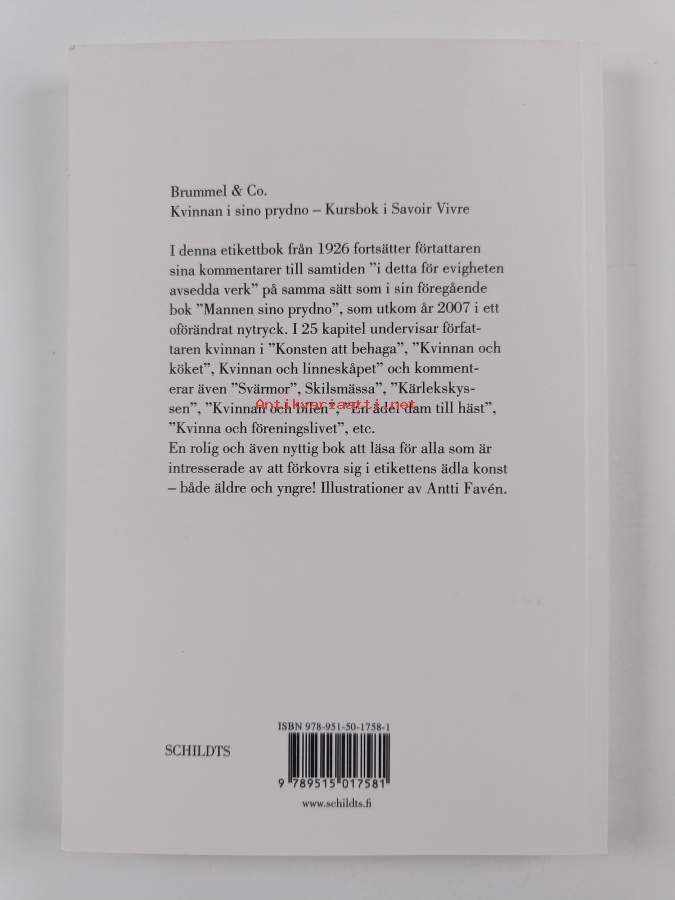 Brummel & Co.
Kvinnan i sino prydno – Kursbok i Savoir Vivre
I denna etikettbok från 1926 fortsätter förtattaren
sina kommentarer till samtiden ”i detta för evigheten
avsedda verk” på samma sätt som i sin föregående
bok ”Mannen sino prydno”, som utkom år 2007 i ett
oförändrat nytryck. I 25 kapitel undervisar förfat-
taren kvinnan i ”Konsten att behaga”, ”Kvinnan och
köket”, Kvinnan och linneskåpet” och komment-
erar även ”Svärmor”, Skilsmässa”, ”Kärlekskys-
sen”, ”Kvinnan och bilen”, ”En ädel dam till häst”,
Antikvariaatti.net
”Kvinna och föreningslivet”, etc.
En rolig och även nyttig bok att läsa för alla som är
intresserade av att förkovra sig i etikettens ädla konst
– både äldre och yngre! Illustrationer av Antti Favén.
ISBN 978-951-50-1758-1
SCHILDTS
9 789515 017581
www.schildts.fi